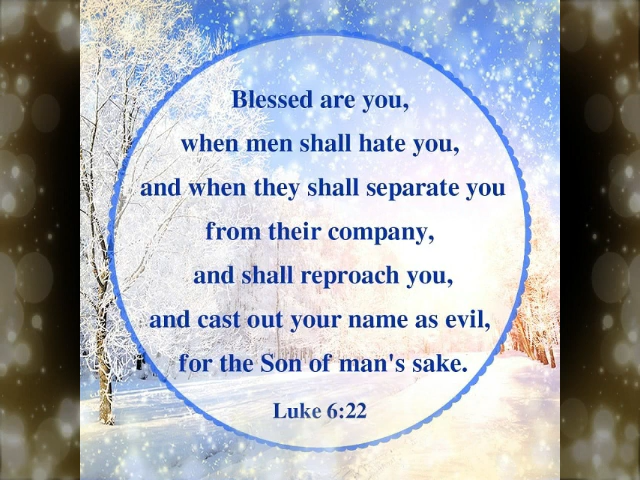 Blessed are you,
when men shall hate you,
and when they shall separate you
from their company,
and shall reproach you,
and cast out your name as evil,
for the Son of man's sake.
Luke 6:22